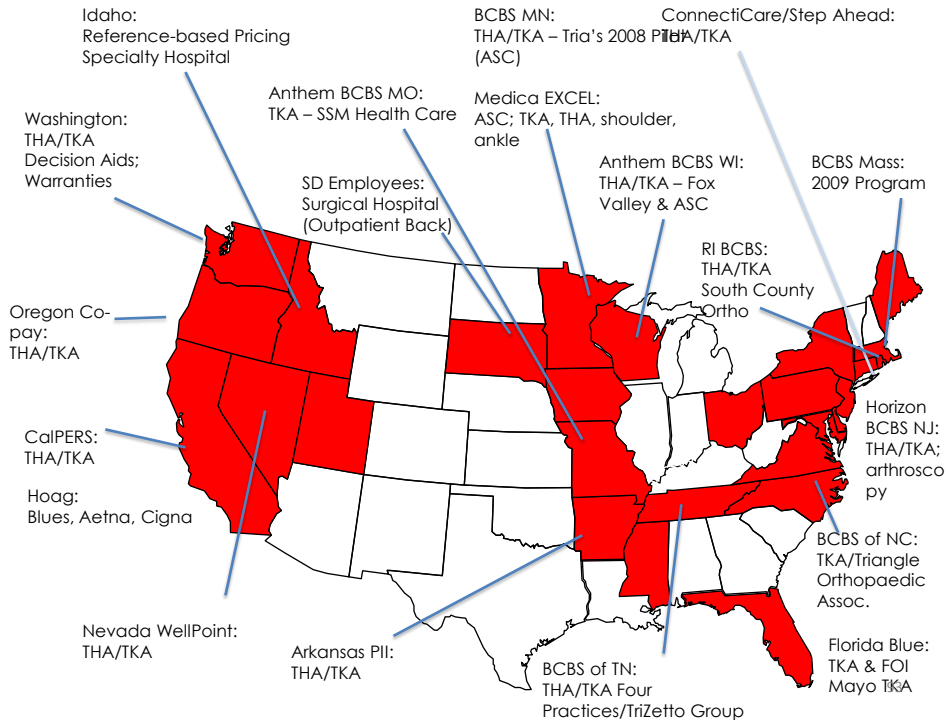 Idaho:
Reference-based Pricing
Specialty Hospital
BCBS MN:
THA/TKA – Tria's 2008 Pilot
(ASC)
ConnectiCare/Step Ahead:
THA/TKA
Anthem BCBS MO:
TKA – SSM Health Care
Medica EXCEL:
ASC; TKA, THA, shoulder,
ankle
Washington:
THA/TKA
Decision Aids;
Warranties
SD Employees:
Surgical Hospital
(Outpatient Back)
Anthem BCBS WI:
THA/TKA – Fox
Valley & ASC
BCBS Mass:
2009 Program
RI BCBS:
THA/TKA
South County
Ortho
Oregon Co-
pay:
THA/TKA
CalPERS:
THA/TKA
Hoag:
Blues, Aetna, Cigna
Horizon
BCBS NJ:
THA/TKA;
arthrosco
py
BCBS of NC:
TKA/Triangle
Orthopaedic
Assoc.
Nevada WellPoint:
THA/TKA
Arkansas PII:
THA/TKA
BCBS of TN:
THA/TKA Four
Practices/TriZetto Group
Florida Blue:
TKA & FOI
Mayo TKA